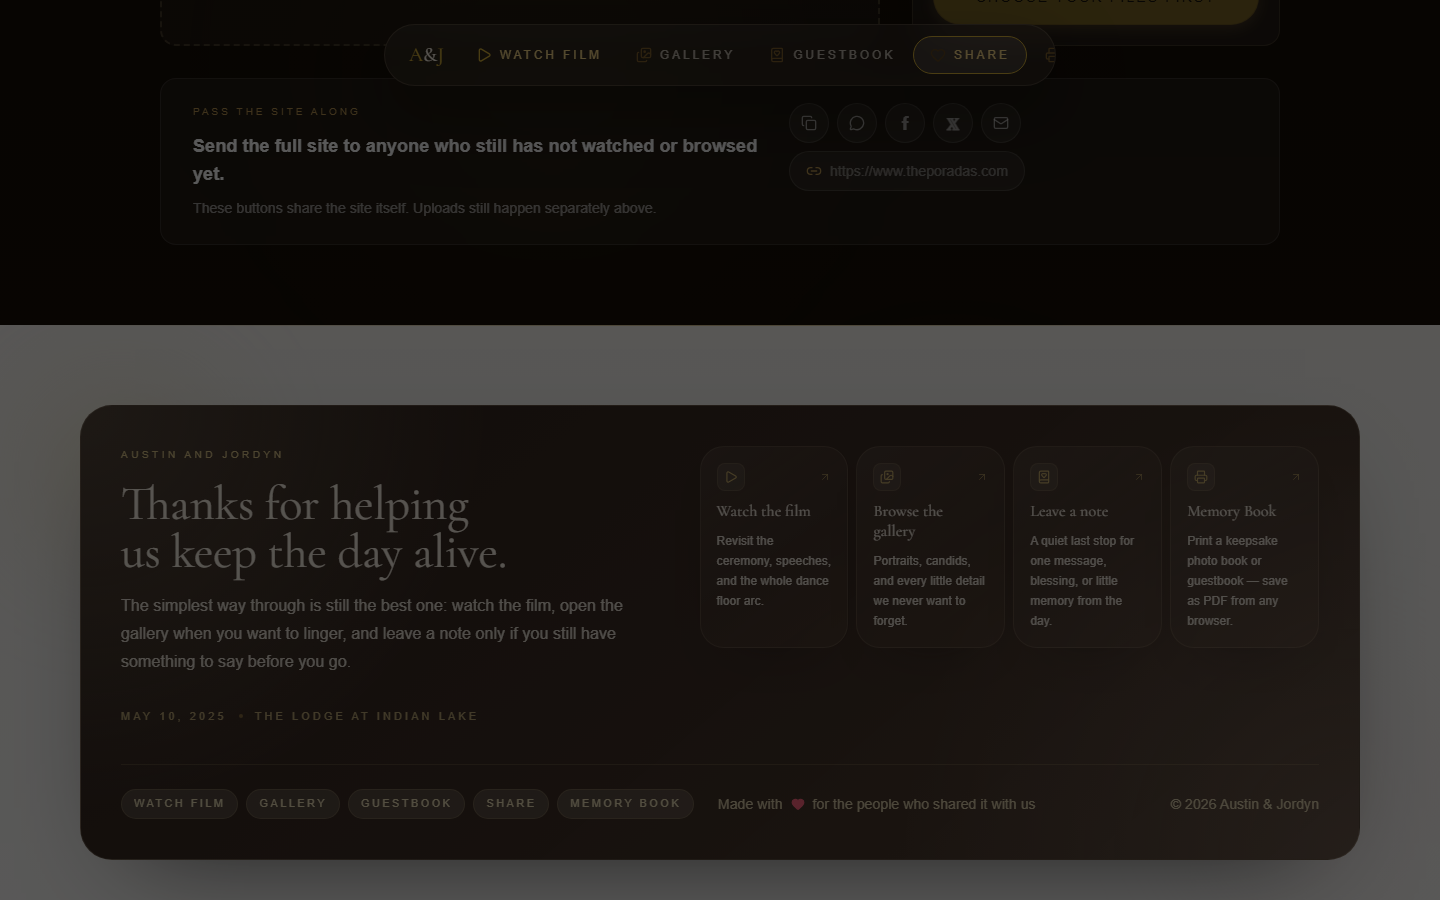 CHOOSE YOUR FILES FIRST
A&J
WATCH FILM
GALLERY
GUESTBOOK
SHARE
PASS THE SITE ALONG
Send the full site to anyone who still has not watched or browsed
yet.
These buttons share the site itself. Uploads still happen separately above.
https://www.theporadas.com
AUSTIN AND JORDYN
Thanks for helping
us keep the day alive.
The simplest way through is still the best one: watch the film, open the
gallery when you want to linger, and leave a note only if you still have
something to say before you go.
MAY 10, 2025 • THE LODGE AT INDIAN LAKE
Watch the film
Revisit the
ceremony, speeches,
and the whole dance
floor arc.
Browse the
gallery
Portraits, candids,
and every little detail
we never want to
forget.
Leave a note
A quiet last stop for
one message,
blessing, or little
memory from the
day.
Memory Book
Print a keepsake
photo book or
guestbook — save
as PDF from any
browser.
WATCH FILM
GALLERY
GUESTBOOK
SHARE
MEMORY BOOK
Made with ♥ for the people who shared it with us
© 2026 Austin & Jordyn